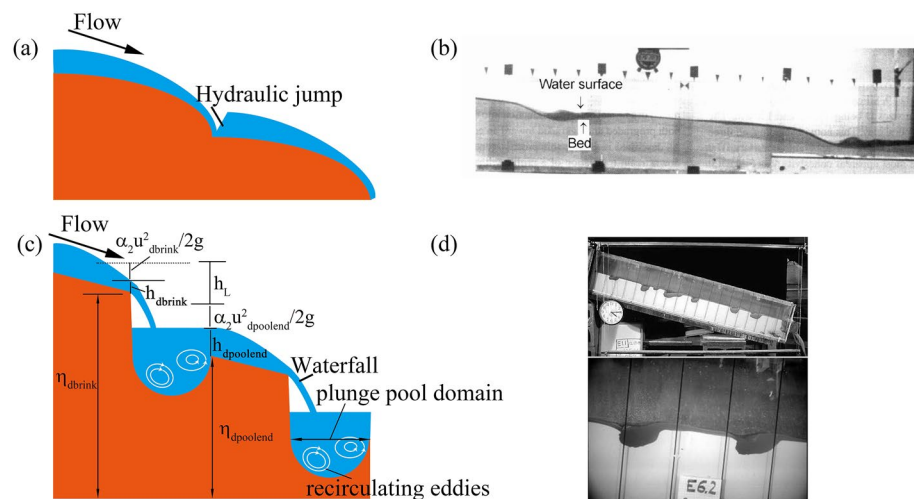 (a)
Flow
Hydraulic jump
(b)
Water surface
Bed
(c)
Flow
α₂u²dbrink/2g
hdbrink
hL
α₂u²dpoolend/2g
hdpoolend
Waterfall
plunge pool domain
ηdbrink
ηdpoolend
recirculating eddies
(d)
E6.2